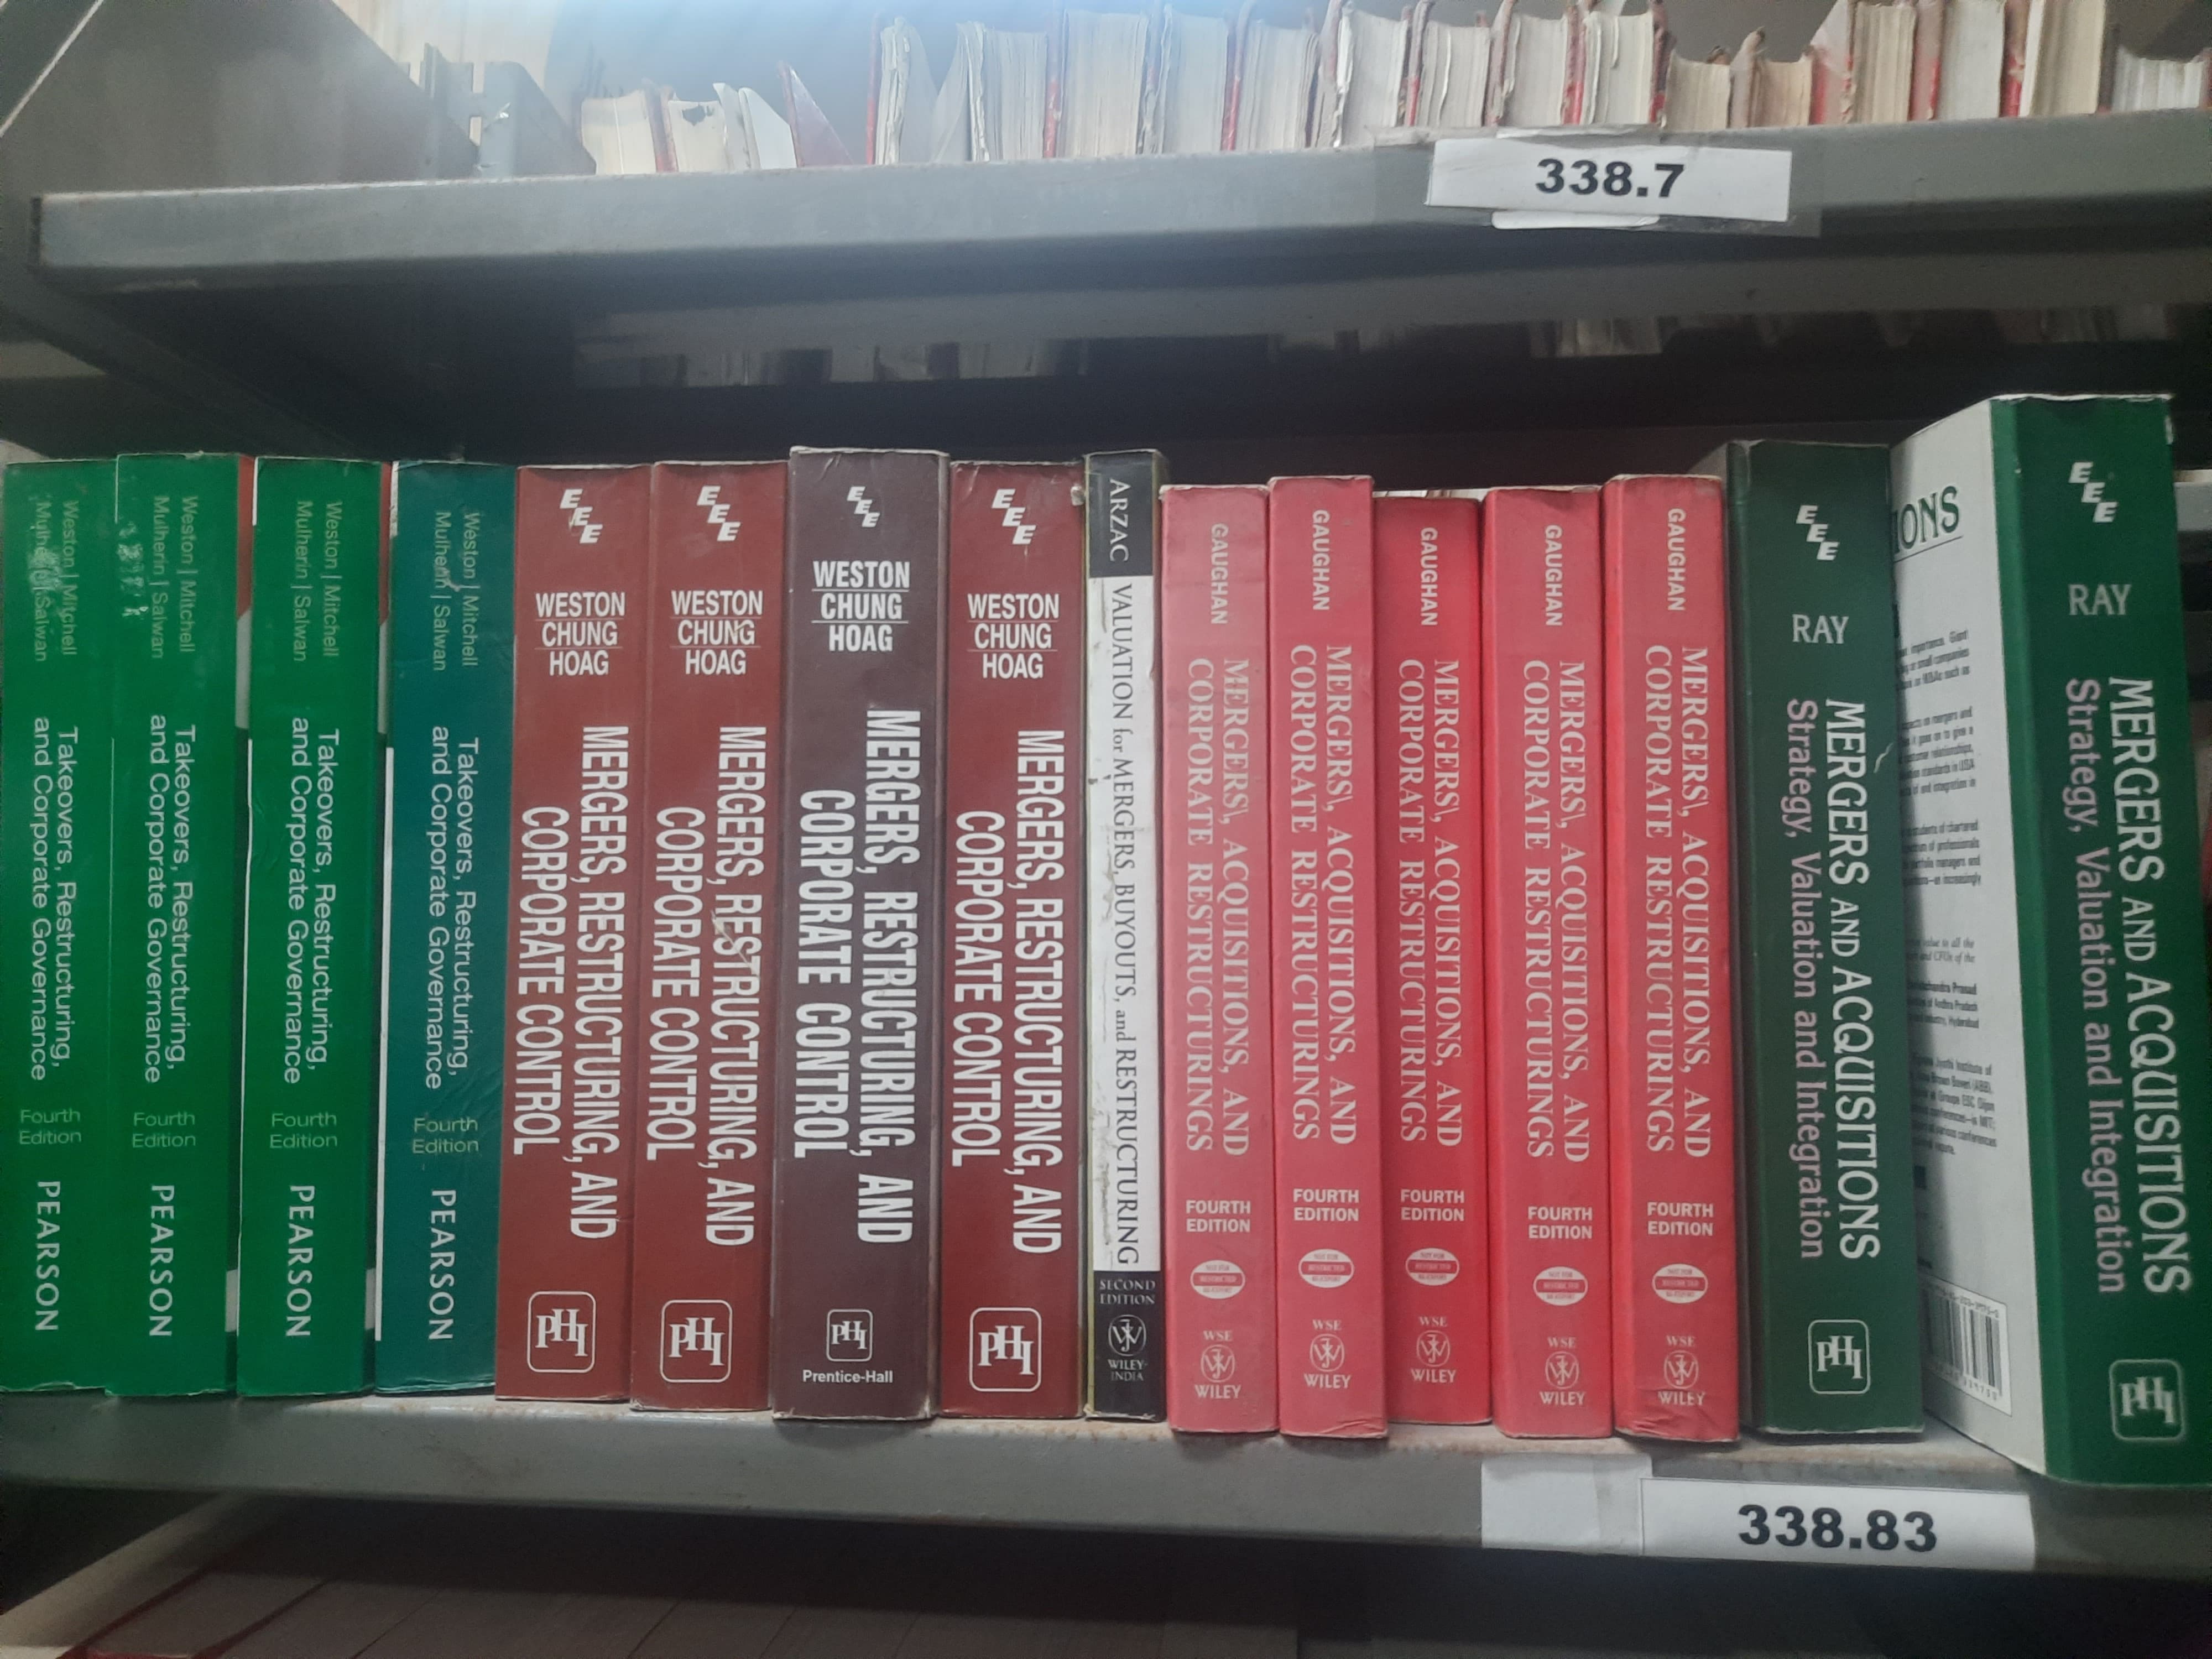 338.7
Weston | Mitchell
Mulherin | Salwan
Takeovers, Restructuring,
and Corporate Governance
Fourth
Edition
PEARSON
Weston | Mitchell
Mulherin | Salwan
Takeovers, Restructuring,
and Corporate Governance
Fourth
Edition
PEARSON
Weston | Mitchell
Mulherin | Salwan
Takeovers, Restructuring,
and Corporate Governance
Fourth
Edition
PEARSON
Weston | Mitchell
Mulherin | Salwan
Takeovers, Restructuring,
and Corporate Governance
Fourth
Edition
PEARSON
EEE
WESTON
CHUNG
HOAG
MERGERS, RESTRUCTURING, AND
CORPORATE CONTROL
PHI
EEE
WESTON
CHUNG
HOAG
MERGERS, RESTRUCTURING, AND
CORPORATE CONTROL
PHI
EEE
WESTON
CHUNG
HOAG
MERGERS, RESTRUCTURING, AND
CORPORATE CONTROL
PHI
Prentice-Hall
EEE
WESTON
CHUNG
HOAG
MERGERS, RESTRUCTURING, AND
CORPORATE CONTROL
PHI
ARZAC
VALUATION for MERGERS, BUYOUTS, and RESTRUCTURING
SECOND
EDITION
WILEY-
INDIA
GAUGHAN
MERGERS\, ACQUISITIONS, AND
CORPORATE RESTRUCTURINGS
FOURTH
EDITION
WSE
WILEY
GAUGHAN
MERGERS\, ACQUISITIONS, AND
CORPORATE RESTRUCTURINGS
FOURTH
EDITION
WSE
WILEY
GAUGHAN
MERGERS\, ACQUISITIONS, AND
CORPORATE RESTRUCTURINGS
FOURTH
EDITION
WSE
WILEY
GAUGHAN
MERGERS\, ACQUISITIONS, AND
CORPORATE RESTRUCTURINGS
FOURTH
EDITION
WSE
WILEY
GAUGHAN
MERGERS\, ACQUISITIONS, AND
CORPORATE RESTRUCTURINGS
FOURTH
EDITION
WSE
WILEY
EEE
RAY
MERGERS AND ACQUISITIONS
Strategy, Valuation and Integration
PHI
IONS
EEE
RAY
MERGERS AND ACQUISITIONS
Strategy, Valuation and Integration
PHI
338.83